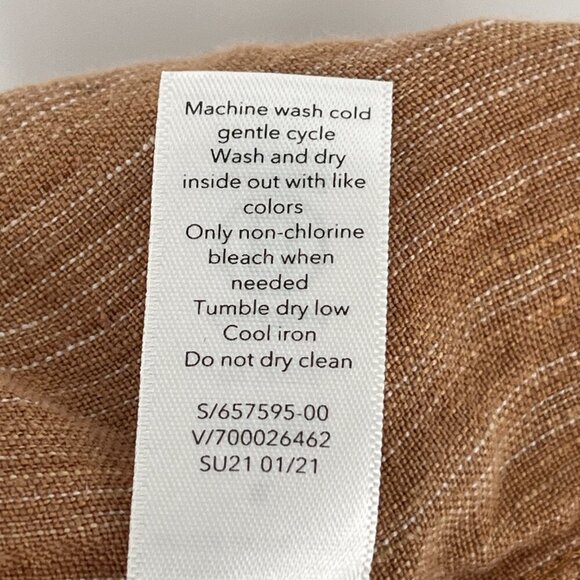 Machine wash cold
gentle cycle
Wash and dry
inside out with like
colors
Only non-chlorine
bleach when
needed
Tumble dry low
Cool iron
Do not dry clean
S/657595-00
V/700026462
SU21 01/21